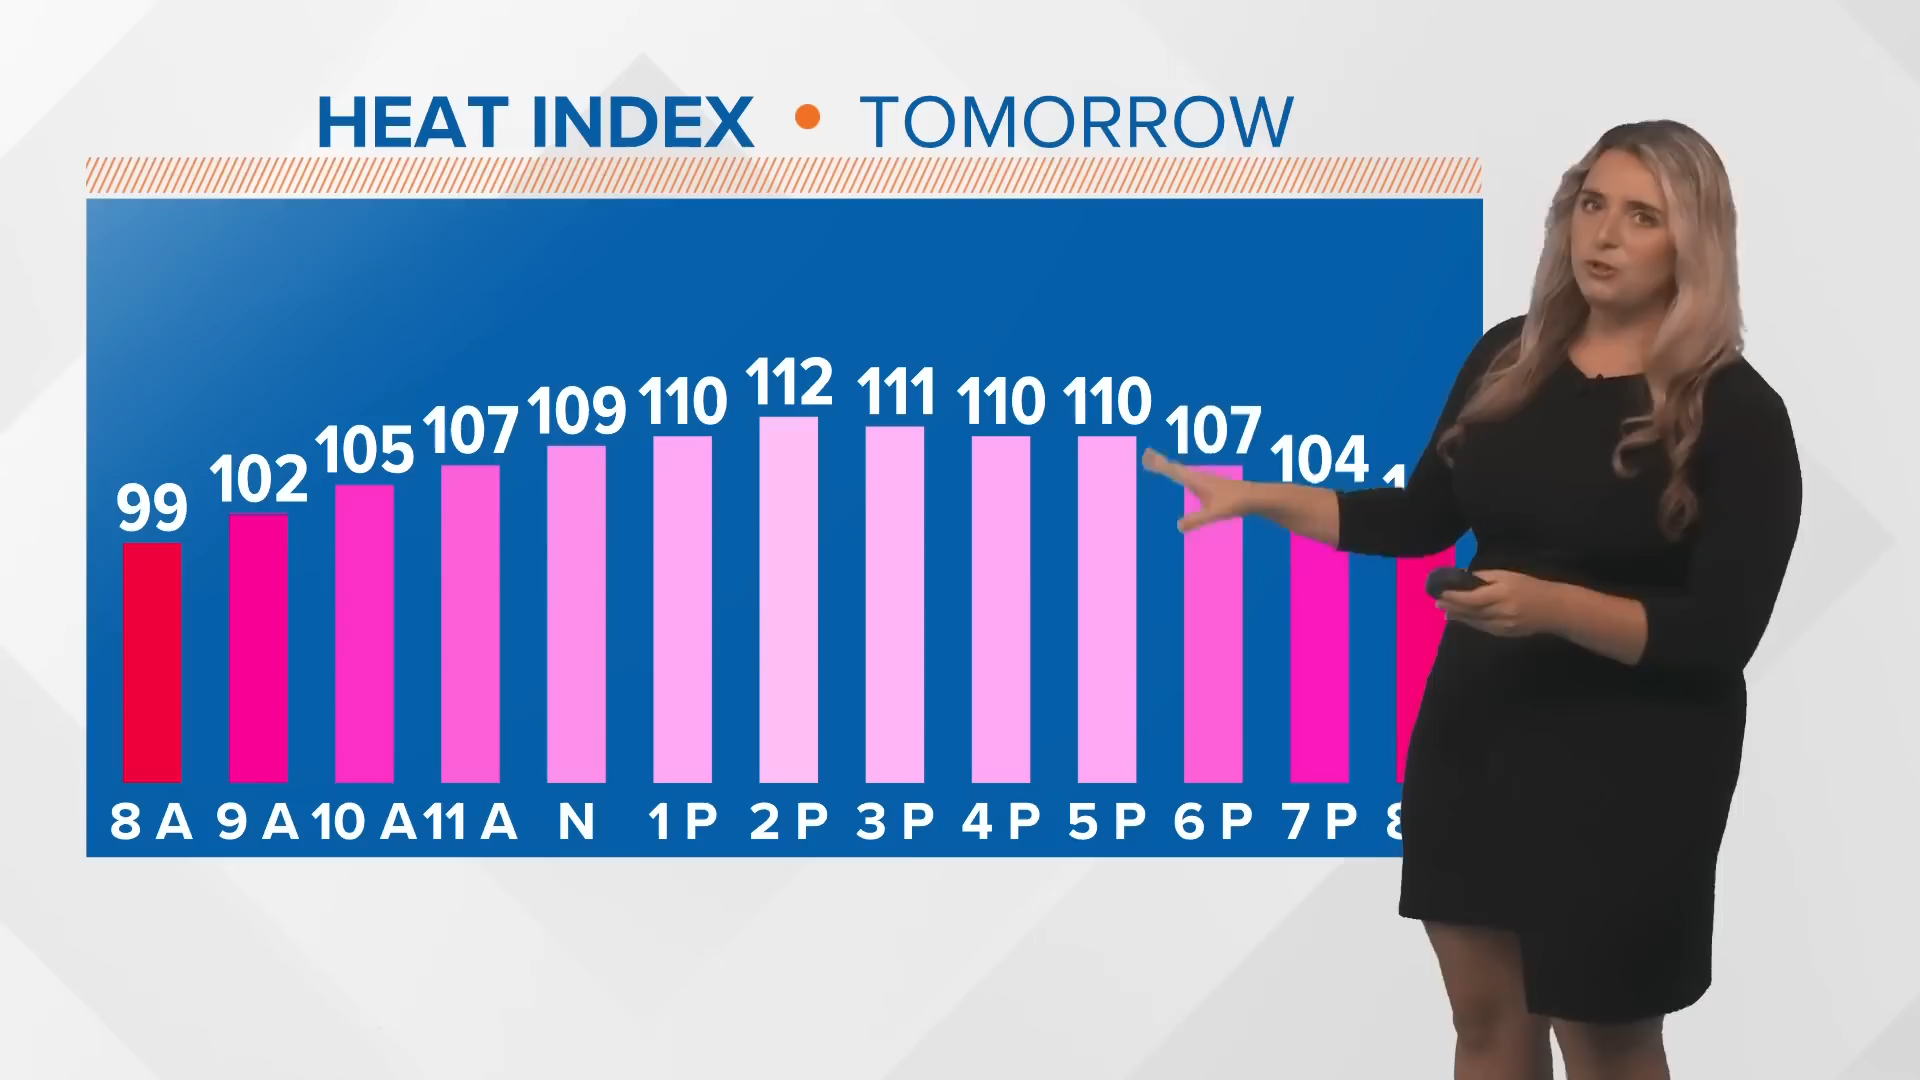 HEAT INDEX • TOMORROW
99 102 105 107 109 110 112 111 110 110 107 104
8 A 9 A 10 A 11 A N 1 P 2 P 3 P 4 P 5 P 6 P 7 P